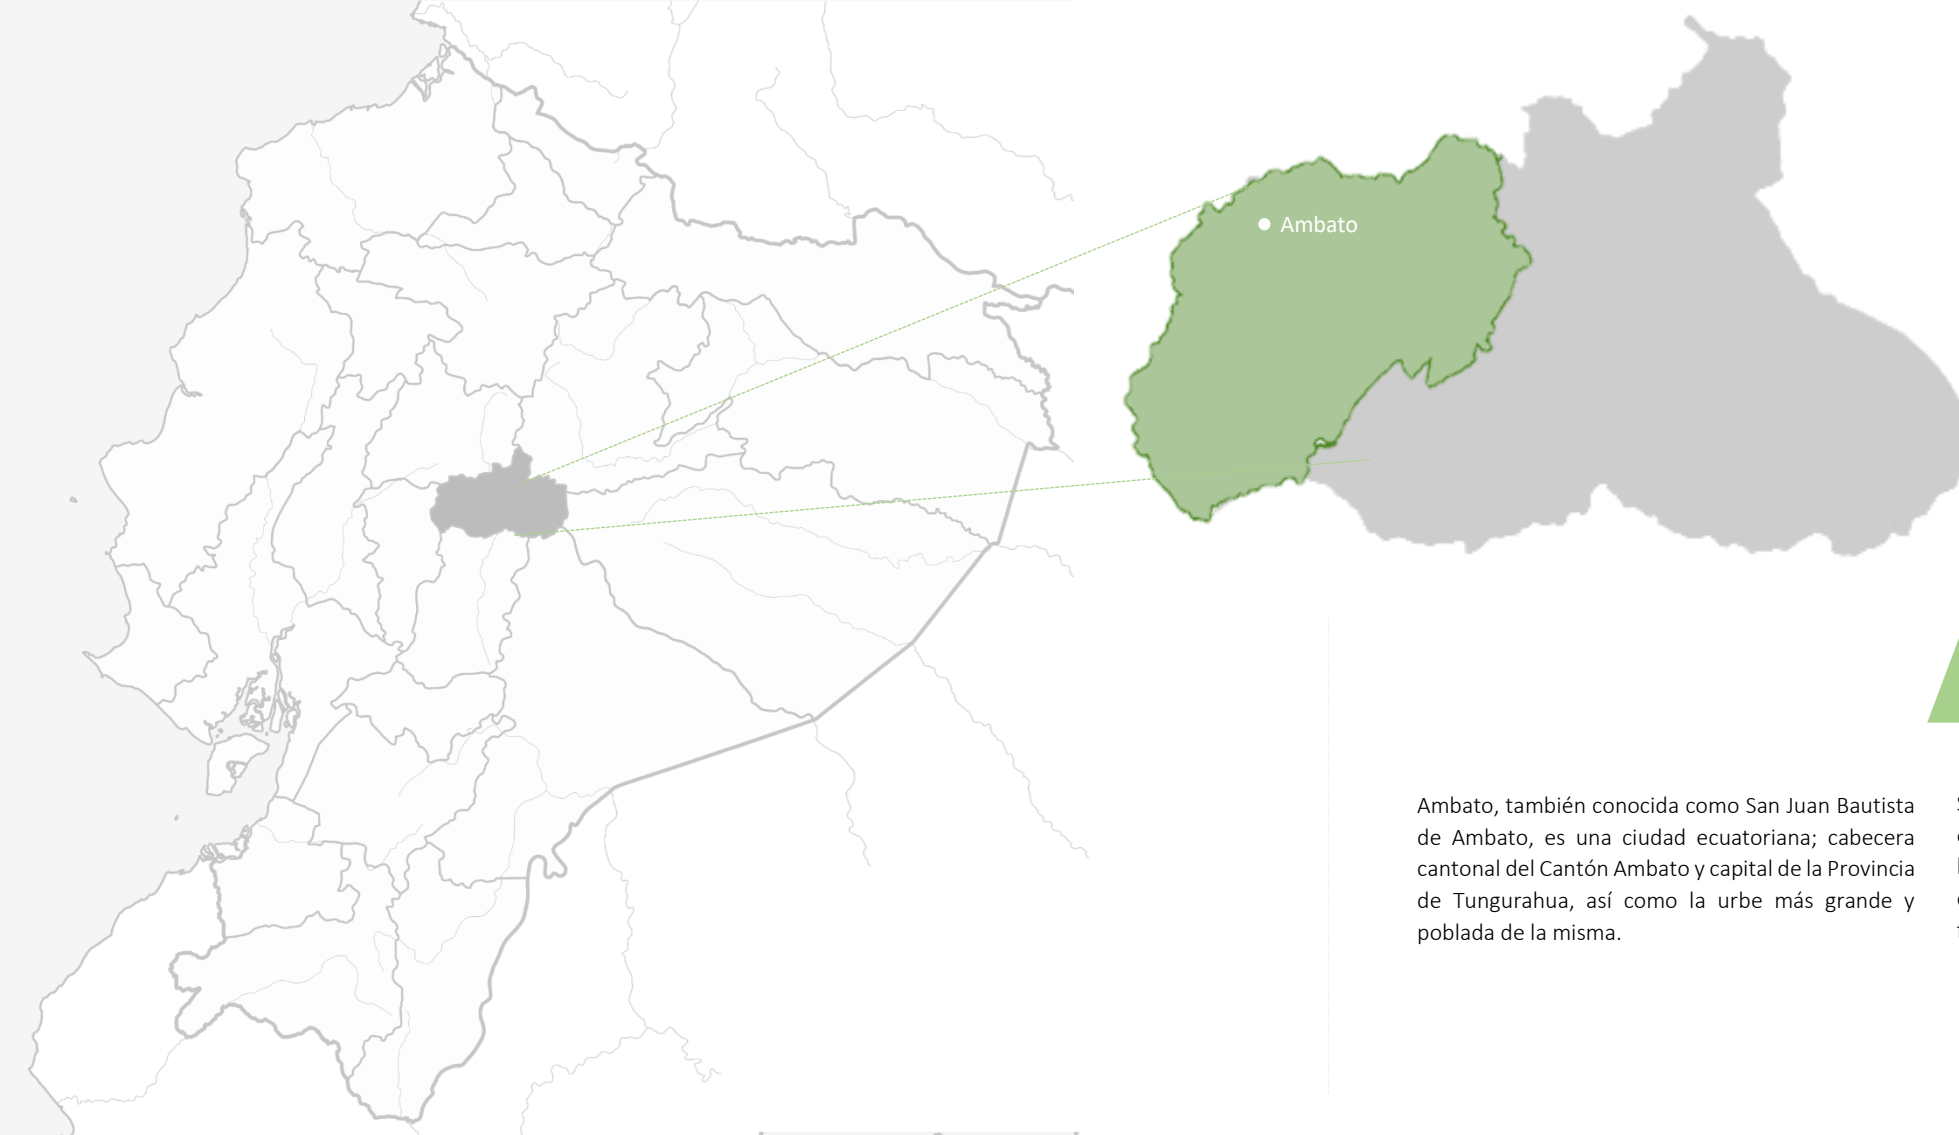 Ambato
Ambato, también conocida como San Juan Bautista
de Ambato, es una ciudad ecuatoriana; cabecera
cantonal del Cantón Ambato y capital de la Provincia
de Tungurahua, así como la urbe más grande y
poblada de la misma.